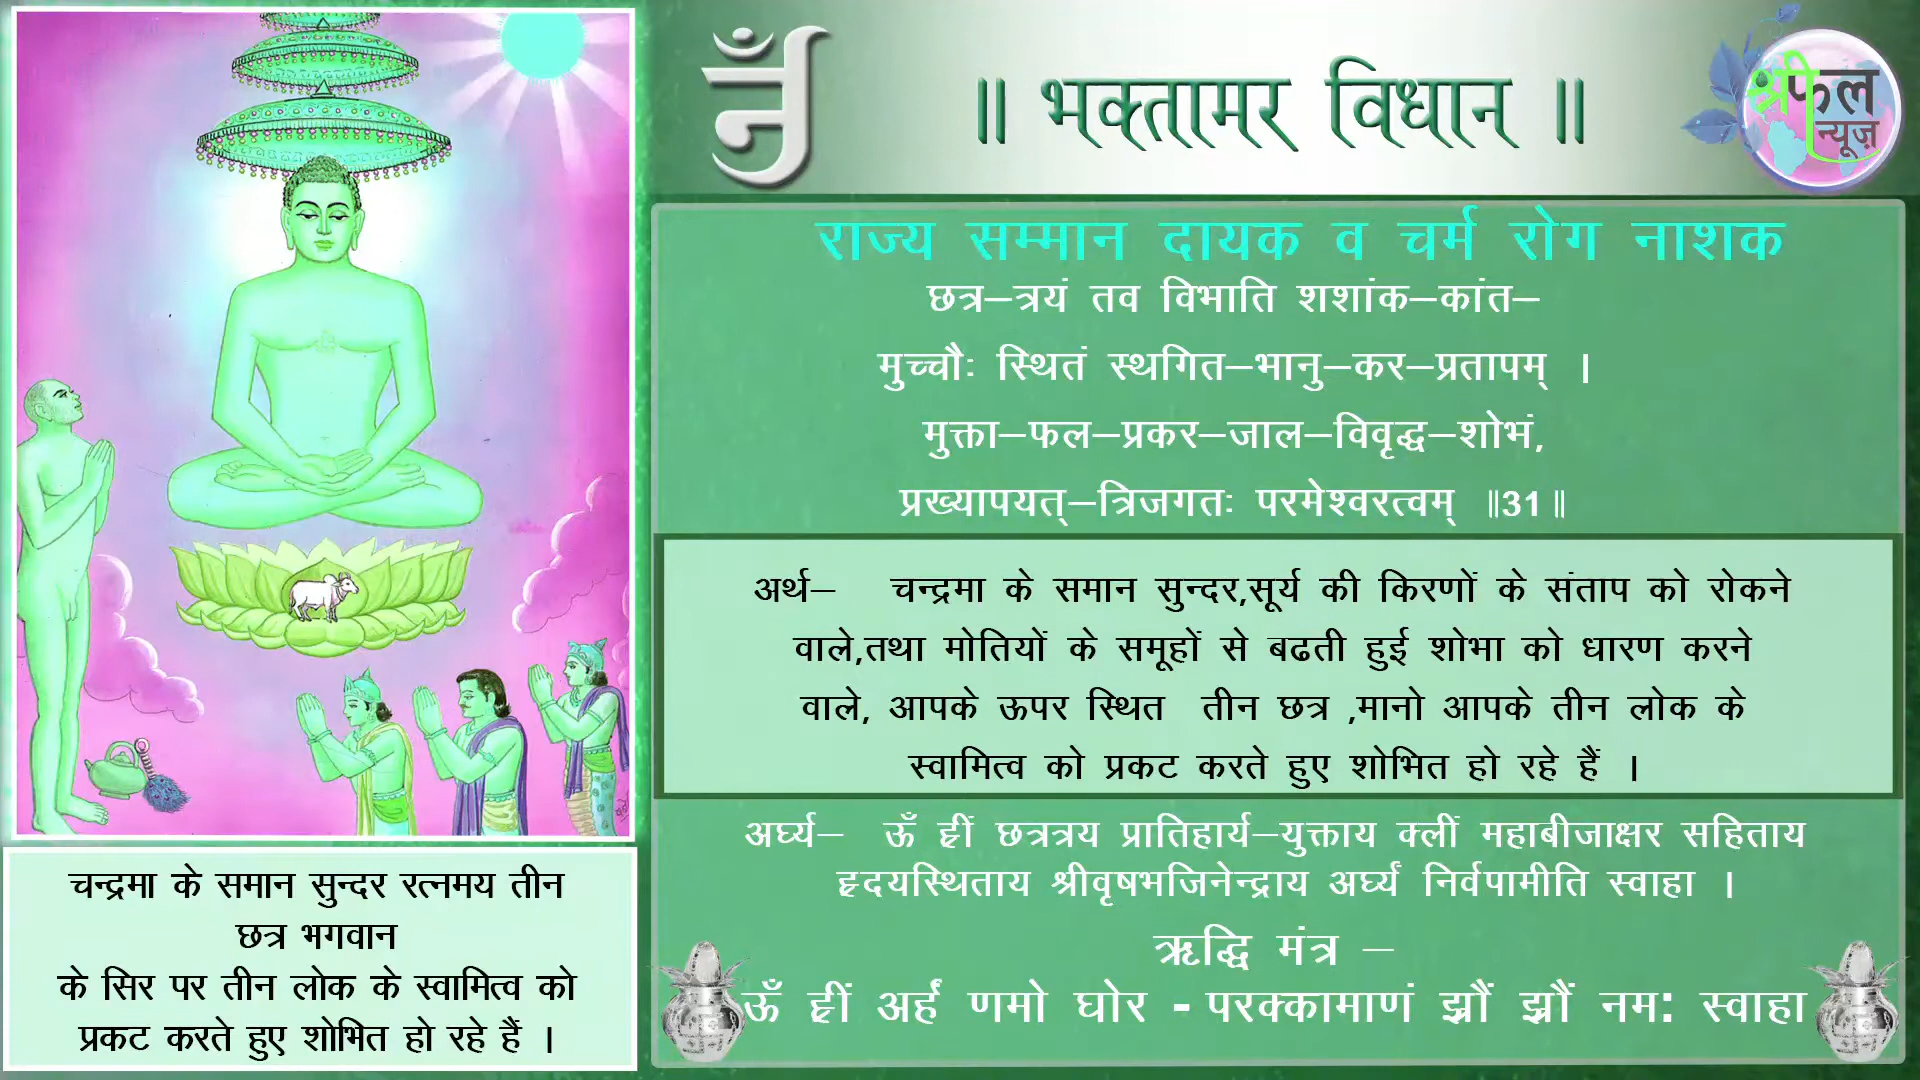 ॥ भक्तामर विधान ॥
श्रीफल
न्यूज़
राज्य सम्मान दायक व चर्म रोग नाशक
छत्र–त्रयं तव विभाति शशांक–कांत–
मुच्चौः स्थितं स्थगित–भानु–कर–प्रतापम् ।
मुक्ता–फल–प्रकर–जाल–विवृद्ध–शोभं,
प्रख्यापयत्–त्रिजगतः परमेश्वरत्वम् ॥31॥
अर्थ– चन्द्रमा के समान सुन्दर,सूर्य की किरणों के संताप को रोकने
वाले,तथा मोतियों के समूहों से बढती हुई शोभा को धारण करने
वाले, आपके ऊपर स्थित तीन छत्र ,मानो आपके तीन लोक के
स्वामित्व को प्रकट करते हुए शोभित हो रहे हैं ।
अर्घ्य– ऊँ ह्रीं छत्रत्रय प्रातिहार्य–युक्ताय क्लीं महाबीजाक्षर सहिताय
हृदयस्थिताय श्रीवृषभजिनेन्द्राय अर्घ्यं निर्वपामीति स्वाहा ।
ऋद्धि मंत्र –
ऊँ ह्रीं अर्हं णमो घोर - परक्कामाणं झ्रौं झ्रौं नम: स्वाहा
चन्द्रमा के समान सुन्दर रत्नमय तीन
छत्र भगवान
के सिर पर तीन लोक के स्वामित्व को
प्रकट करते हुए शोभित हो रहे हैं ।